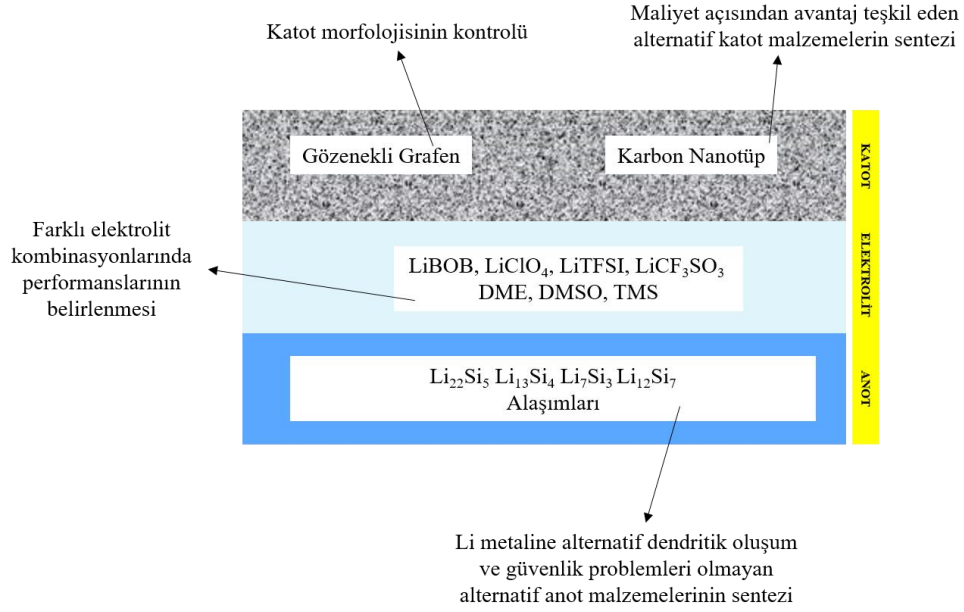 Maliyet açısından avantaj teşkil eden
alternatif katot malzemelerin sentezi
Katot morfolojisinin kontrolü
Gözenekli Grafen
Karbon Nanotüp
KATOT
Farklı elektrolit
kombinasyonlarında
performanslarının
belirlenmesi
LiBOB, LiClO₄, LiTFSI, LiCF₃SO₃
DME, DMSO, TMS
ELEKTROLİT
Li₂₂Si₅ Li₁₃Si₄ Li₇Si₃ Li₁₂Si₇
Alaşımları
ANOT
Li metaline alternatif dendritik oluşum
ve güvenlik problemleri olmayan
alternatif anot malzemelerinin sentezi